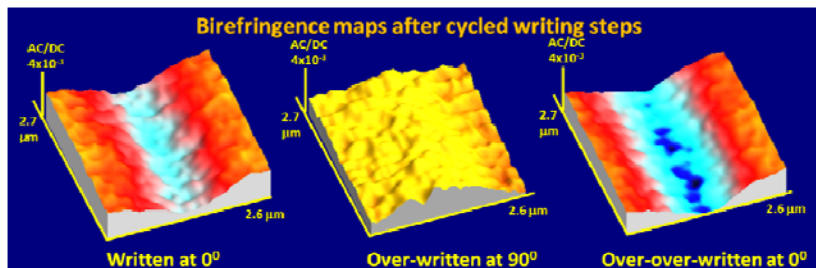 Birefringence maps after cycled writing steps
AC/DC
4x10⁻³
2.7
µm
2.6 µm
Written at 0⁰
AC/DC
4x10⁻³
2.7
µm
2.6 µm
Over-written at 90⁰
AC/DC
4x10⁻³
2.7
µm
2.6 µm
Over-over-written at 0⁰